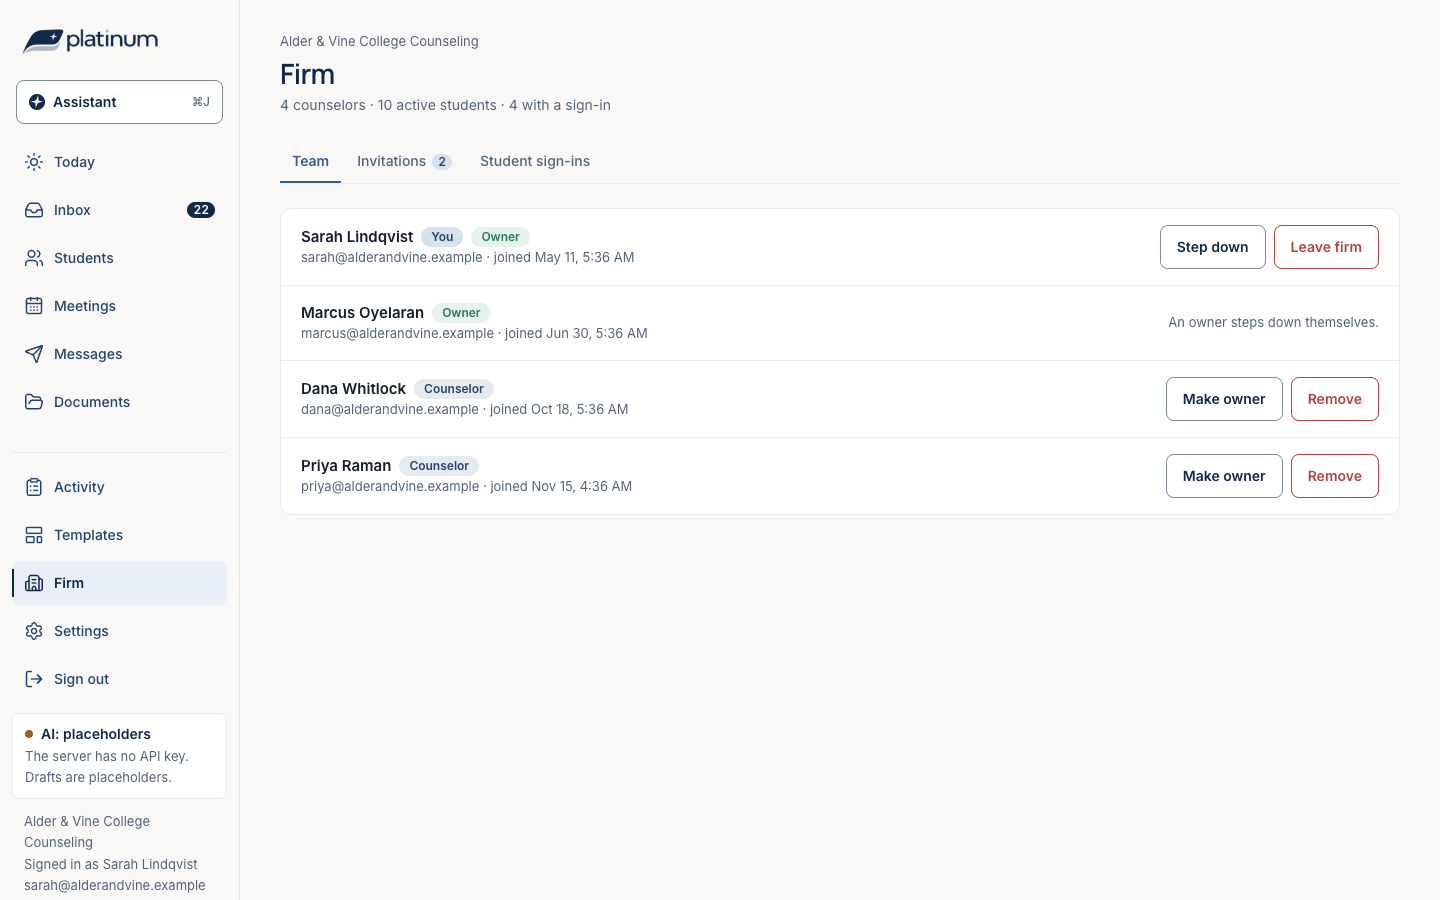 platinum
Assistant ⌘J
Today
Inbox 22
Students
Meetings
Messages
Documents
Activity
Templates
Firm
Settings
Sign out
AI: placeholders
The server has no API key.
Drafts are placeholders.
Alder & Vine College
Counseling
Signed in as Sarah Lindqvist
sarah@alderandvine.example
Alder & Vine College Counseling
Firm
4 counselors · 10 active students · 4 with a sign-in
Team Invitations 2 Student sign-ins
Sarah Lindqvist You Owner
sarah@alderandvine.example · joined May 11, 5:36 AM
Step down Leave firm
Marcus Oyelaran Owner
marcus@alderandvine.example · joined Jun 30, 5:36 AM
An owner steps down themselves.
Dana Whitlock Counselor
dana@alderandvine.example · joined Oct 18, 5:36 AM
Make owner Remove
Priya Raman Counselor
priya@alderandvine.example · joined Nov 15, 4:36 AM
Make owner Remove